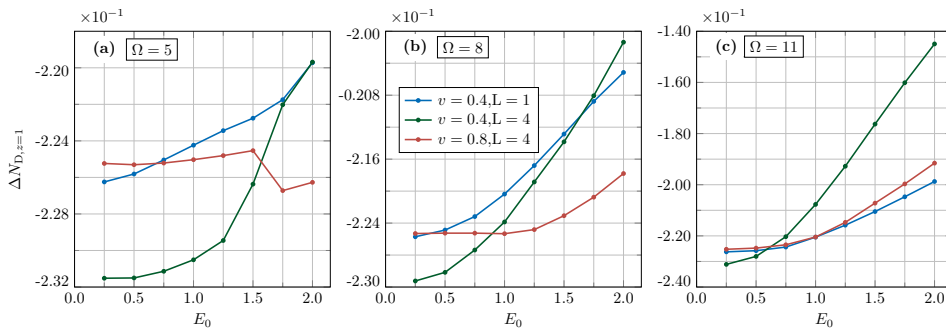 ×10⁻¹ ×10⁻¹ ×10⁻¹
(a) Ω = 5
-2.20
-2.24
-2.28
-2.32
0.0 0.5 1.0 1.5 2.0
E₀
ΔN_{D,z=1}
(b) Ω = 8
-2.00
-0.208
-2.16
-2.24
-2.30
v = 0.4,L = 1
v = 0.4,L = 4
v = 0.8,L = 4
0.0 0.5 1.0 1.5 2.0
E₀
(c) Ω = 11
-1.40
-1.60
-1.80
-2.00
-2.20
-2.40
0.0 0.5 1.0 1.5 2.0
E₀